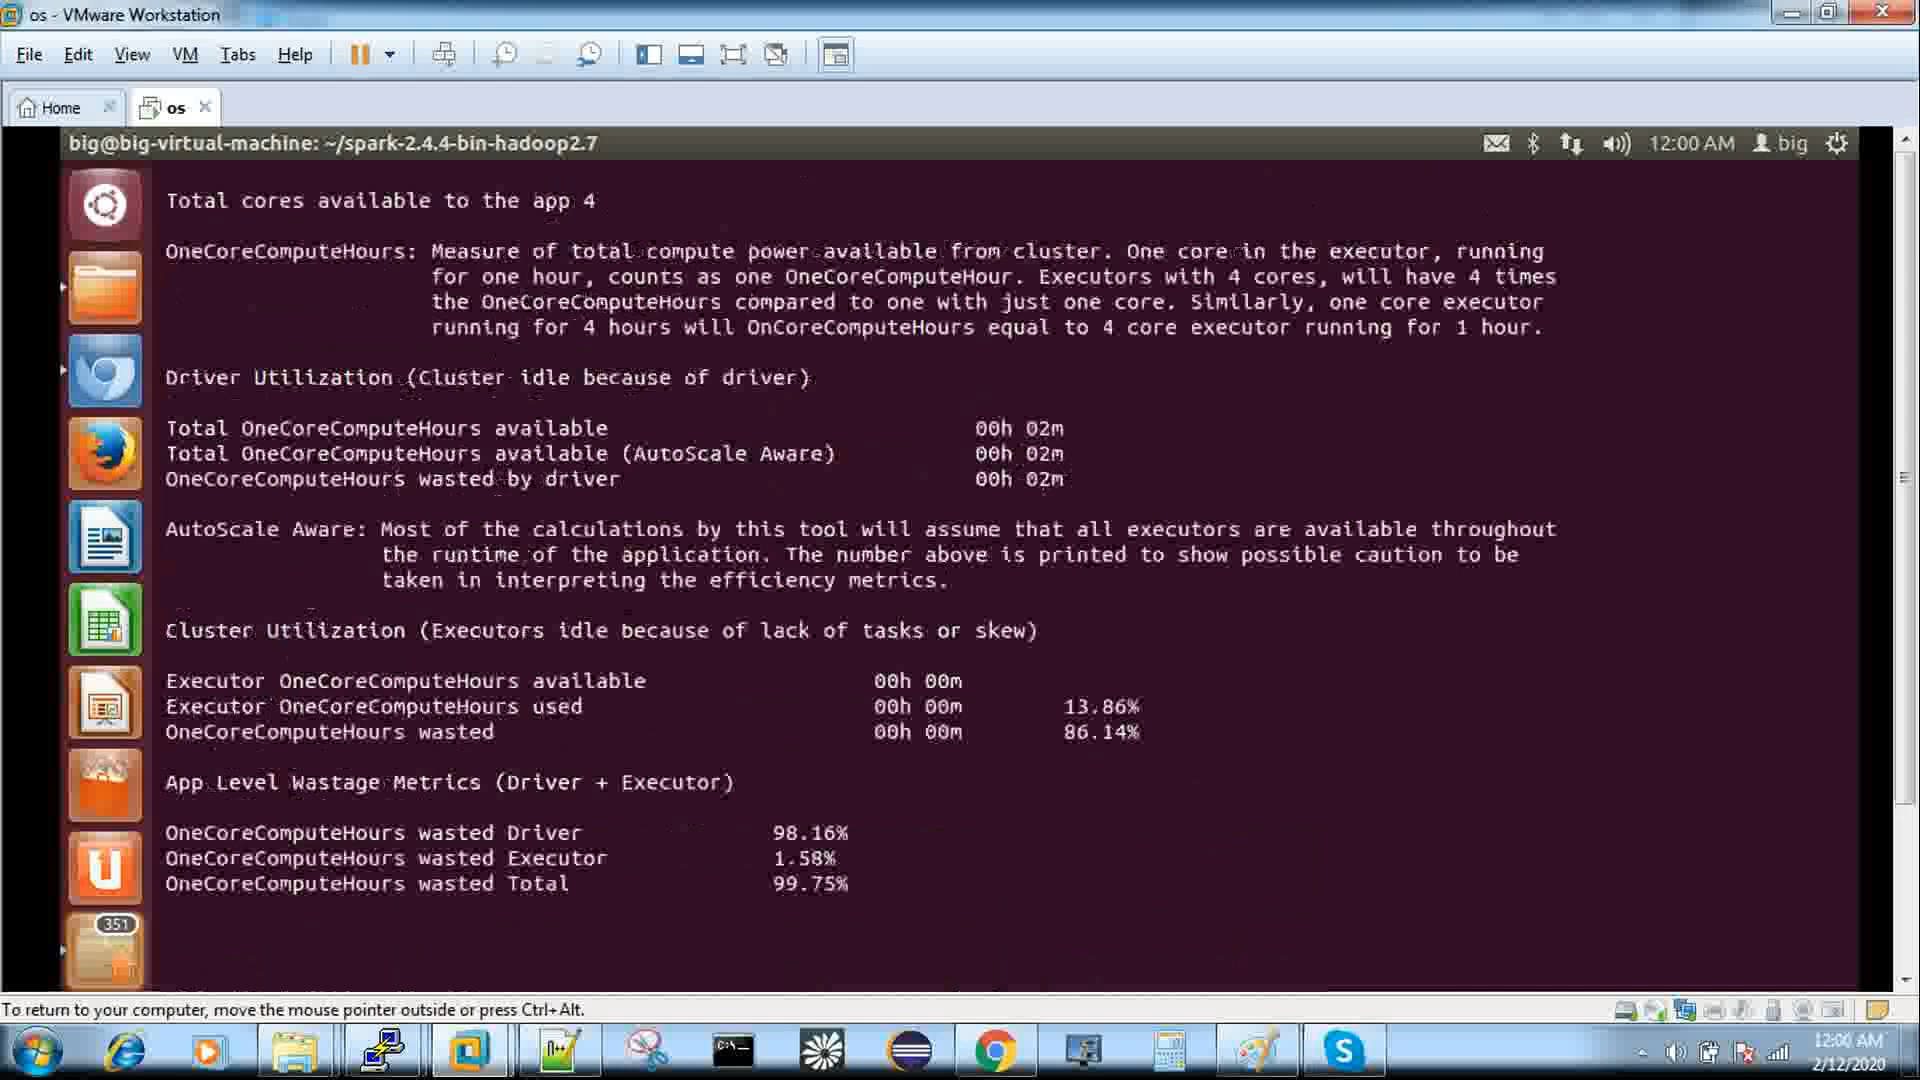 os - VMware Workstation
File Edit View VM Tabs Help
Home os
big@big-virtual-machine: ~/spark-2.4.4-bin-hadoop2.7 12:00 AM big
Total cores available to the app 4
OneCoreComputeHours: Measure of total compute power available from cluster. One core in the executor, running
for one hour, counts as one OneCoreComputeHour. Executors with 4 cores, will have 4 times
the OneCoreComputeHours compared to one with just one core. Similarly, one core executor
running for 4 hours will OnCoreComputeHours equal to 4 core executor running for 1 hour.
Driver Utilization (Cluster idle because of driver)
Total OneCoreComputeHours available 00h 02m
Total OneCoreComputeHours available (AutoScale Aware) 00h 02m
OneCoreComputeHours wasted by driver 00h 02m
AutoScale Aware: Most of the calculations by this tool will assume that all executors are available throughout
the runtime of the application. The number above is printed to show possible caution to be
taken in interpreting the efficiency metrics.
Cluster Utilization (Executors idle because of lack of tasks or skew)
Executor OneCoreComputeHours available 00h 00m
Executor OneCoreComputeHours used 00h 00m 13.86%
OneCoreComputeHours wasted 00h 00m 86.14%
App Level Wastage Metrics (Driver + Executor)
OneCoreComputeHours wasted Driver 98.16%
OneCoreComputeHours wasted Executor 1.58%
OneCoreComputeHours wasted Total 99.75%
351
To return to your computer, move the mouse pointer outside or press Ctrl+Alt.
12:00 AM
2/12/2020